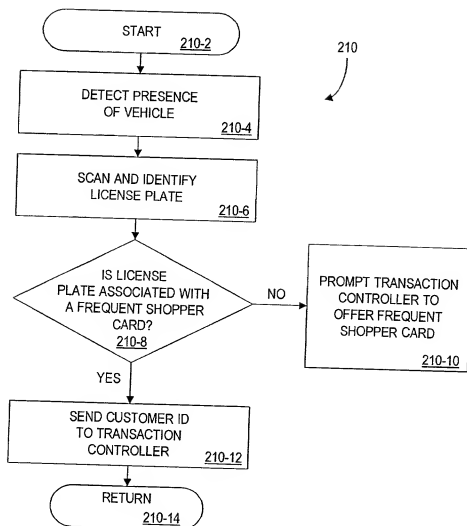 START
210-2
210
DETECT PRESENCE
OF VEHICLE
210-4
SCAN AND IDENTIFY
LICENSE PLATE
210-6
IS LICENSE
PLATE ASSOCIATED WITH
A FREQUENT SHOPPER
CARD?
210-8
NO
PROMPT TRANSACTION
CONTROLLER TO
OFFER FREQUENT
SHOPPER CARD
210-10
YES
SEND CUSTOMER ID
TO TRANSACTION
CONTROLLER
210-12
RETURN
210-14